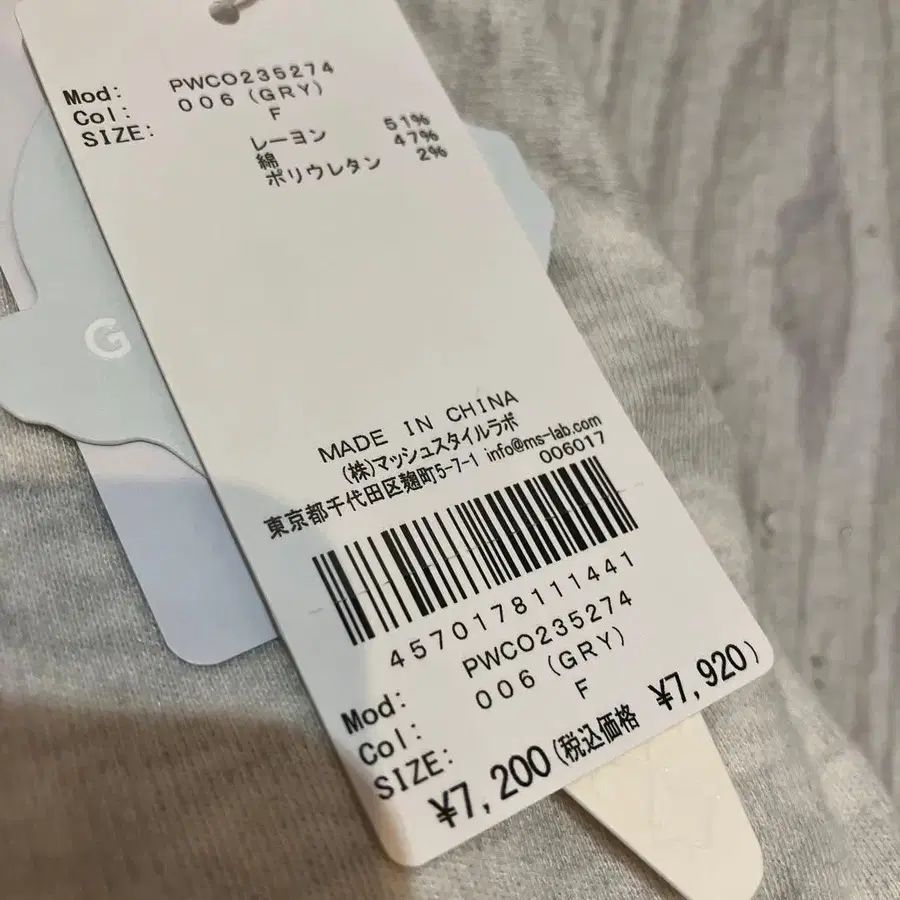 Mod: PWCO235274
Col: 006 (GRY)
SIZE: F
レーヨン 51%
綿 47%
ポリウレタン 2%
G
MADE IN CHINA
(株)マッシュスタイルラボ
東京都千代田区麹町5-7-1 info@ms-lab.com
006017
4570178111441
Mod: PWCO235274
Col: 006 (GRY)
SIZE: F
¥7,200 (税込価格 ¥7,920)